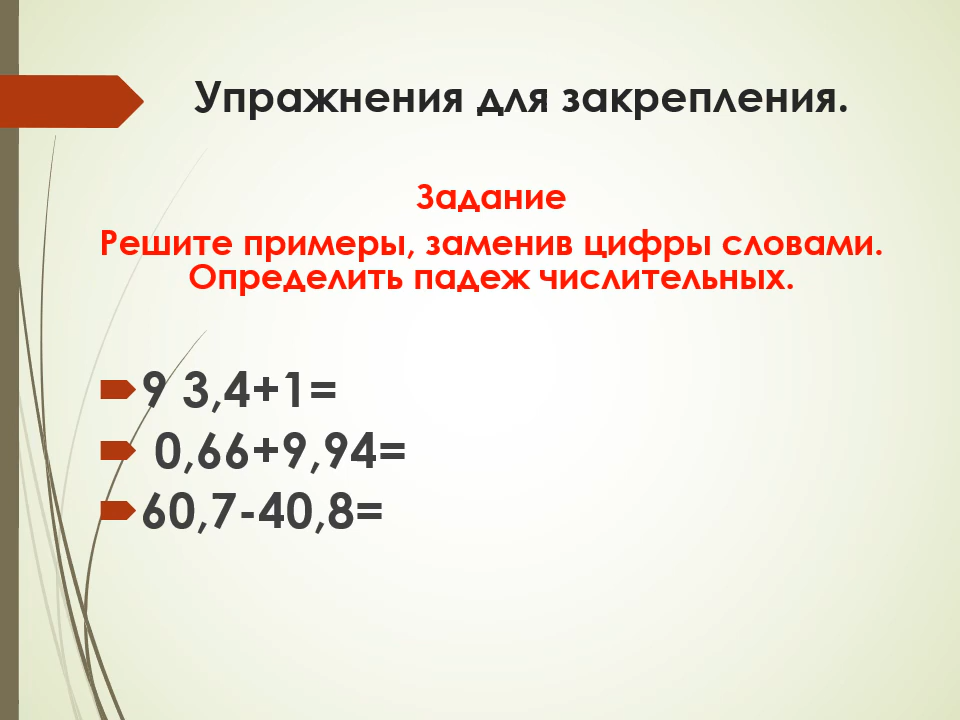 Упражнения для закрепления.
Задание
Решите примеры, заменив цифры словами.
Определить падеж числительных.
9 3,4+1=
0,66+9,94=
60,7-40,8=